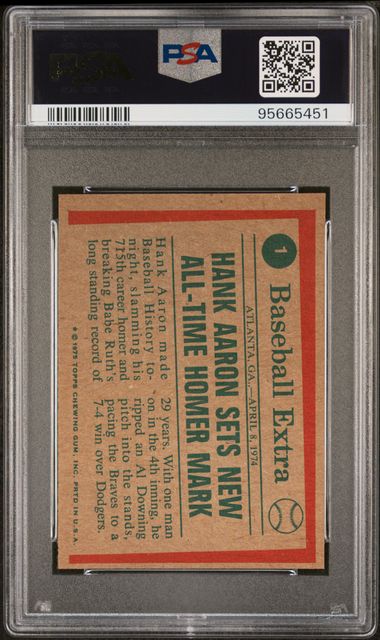 PSA
PSA
95665451
1
Baseball Extra
ATLANTA, GA., — APRIL 8, 1974
HANK AARON SETS NEW
ALL-TIME HOMER MARK
Hank Aaron made
Baseball History to-
night, slamming his
715th career homer and
breaking Babe Ruth's
long standing record of
29 years. With one man
on in the 4th inning, he
ripped an Al Downing
pitch into the stands,
pacing the Braves to a
7-4 win over Dodgers.
* © 1975 TOPPS CHEWING GUM, INC. PRTD. IN U.S.A.